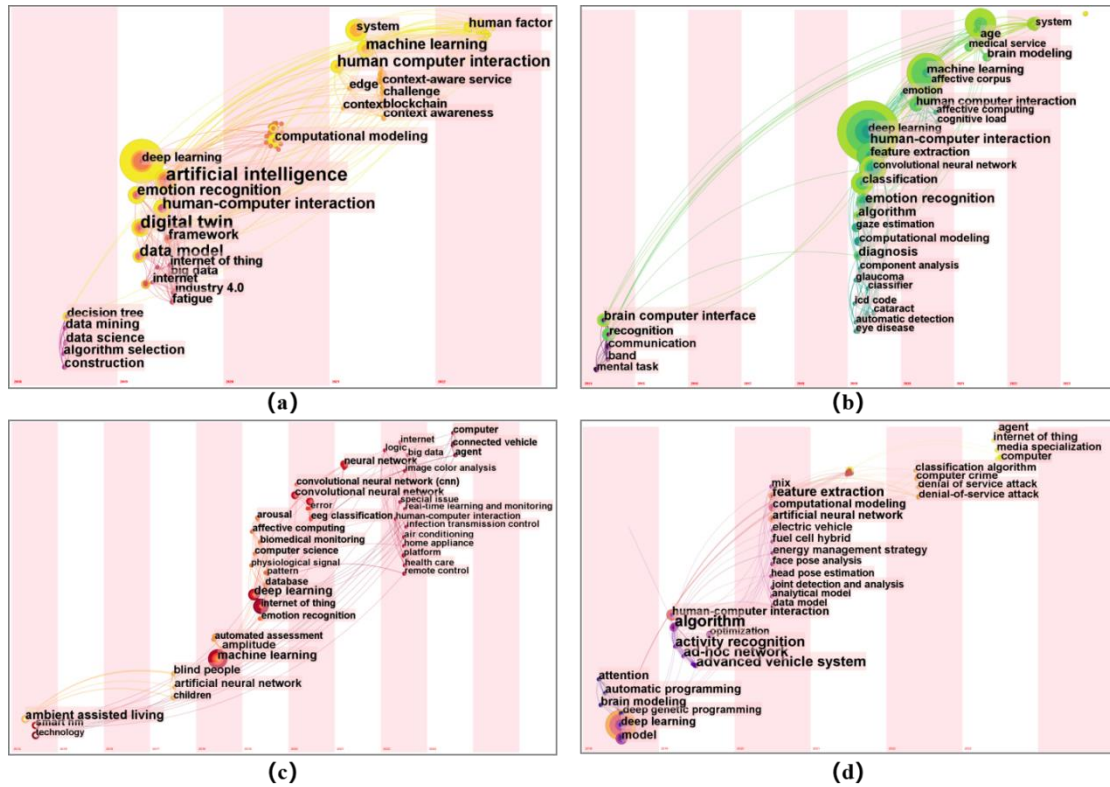 system
human factor
machine learning
human computer interaction
context-aware service
edge
challenge
context
blockchain
context awareness
computational modeling
deep learning
artificial intelligence
emotion recognition
human-computer interaction
digital twin
framework
data model
internet of thing
big data
internet
industry 4.0
fatigue
decision tree
data mining
data science
algorithm selection
construction
(a)
system
age
medical service
brain modeling
machine learning
affective corpus
emotion
human computer interaction
affective computing
cognitive load
deep learning
human-computer interaction
feature extraction
convolutional neural network
classification
emotion recognition
algorithm
gaze estimation
computational modeling
diagnosis
component analysis
glaucoma
classifier
icd code
cataract
automatic detection
eye disease
brain computer interface
recognition
communication
band
mental task
(b)
computer
internet
connected vehicle
logic
big data
agent
neural network
image color analysis
convolutional neural network (cnn)
convolutional neural network
special issue
error
real-time learning and monitoring
arousal
eeg classification
human-computer interaction
affective computing
infection transmission control
biomedical monitoring
air conditioning
computer science
home appliance
platform
physiological signal
health care
pattern
remote control
database
deep learning
internet of thing
emotion recognition
automated assessment
amplitude
machine learning
blind people
artificial neural network
children
ambient assisted living
technology
(c)
agent
internet of thing
media specialization
computer
classification algorithm
computer crime
denial of service attack
denial-of-service attack
mix
feature extraction
computational modeling
artificial neural network
electric vehicle
fuel cell hybrid
energy management strategy
face pose analysis
head pose estimation
joint detection and analysis
analytical model
data model
human-computer interaction
algorithm
optimization
activity recognition
ad-hoc network
advanced vehicle system
attention
automatic programming
brain modeling
deep genetic programming
deep learning
model
(d)